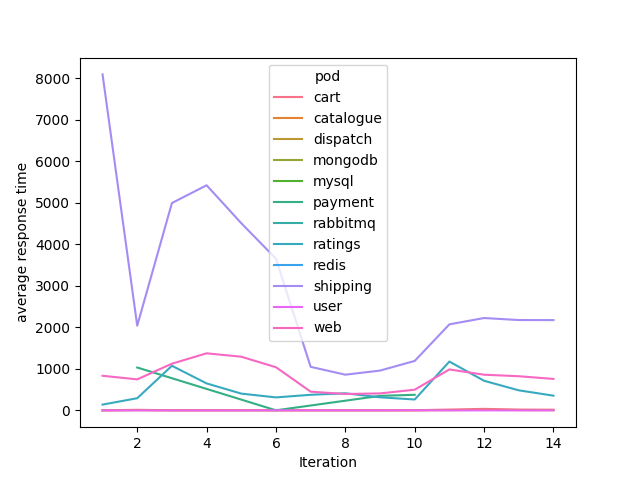 8000
7000
6000
5000
4000
3000
2000
1000
0
average response time
pod
cart
catalogue
dispatch
mongodb
mysql
payment
rabbitmq
ratings
redis
shipping
user
web
2 4 6 8 10 12 14
Iteration